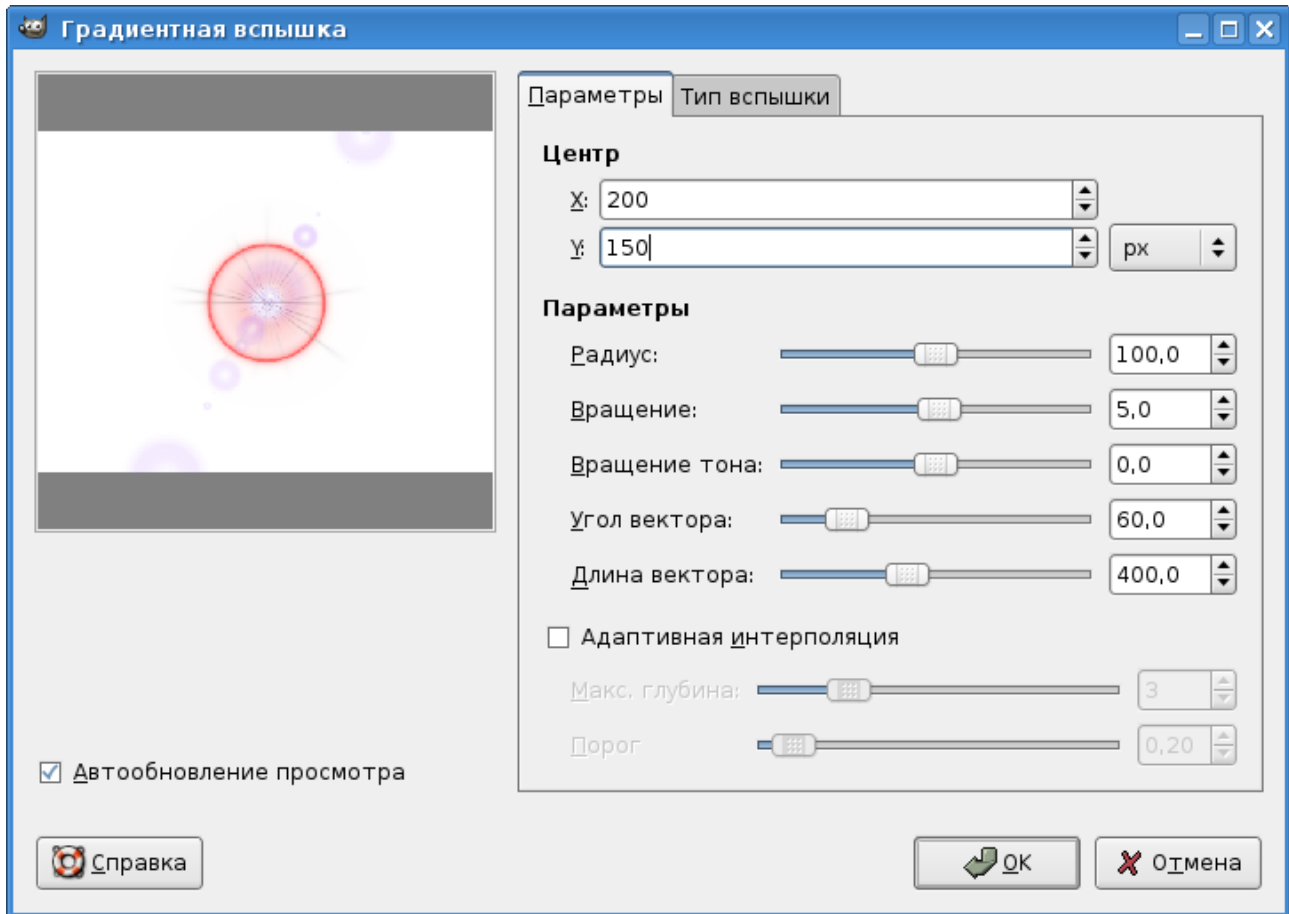 Градиентная вспышка
Параметры Тип вспышки
Центр
X: 200
Y: 150 px
Параметры
Радиус: 100,0
Вращение: 5,0
Вращение тона: 0,0
Угол вектора: 60,0
Длина вектора: 400,0
Адаптивная интерполяция
Макс. глубина: 3
Порог 0,20
Автообновление просмотра
Справка OK Отмена